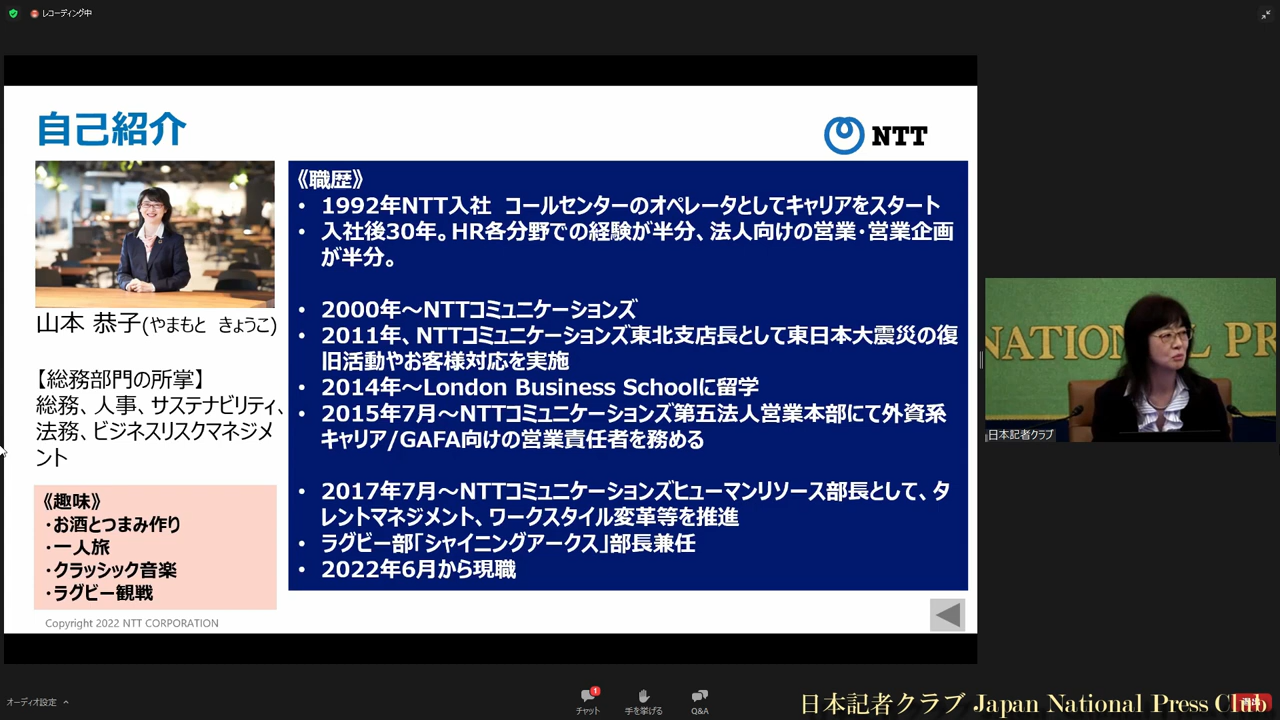 レコーディング中
自己紹介
NTT
山本 恭子(やまもと きょうこ)
【総務部門の所掌】
総務、人事、サステナビリティ、
法務、ビジネスリスクマネジメ
ント
《趣味》
・お酒とつまみ作り
・一人旅
・クラッシック音楽
・ラグビー観戦
《職歴》
• 1992年NTT入社 コールセンターのオペレータとしてキャリアをスタート
• 入社後30年。HR各分野での経験が半分、法人向けの営業・営業企画
が半分。
• 2000年~NTTコミュニケーションズ
• 2011年、NTTコミュニケーションズ東北支店長として東日本大震災の復
旧活動やお客様対応を実施
• 2014年~London Business Schoolに留学
• 2015年7月~NTTコミュニケーションズ第五法人営業本部にて外資系
キャリア/GAFA向けの営業責任者を務める
• 2017年7月~NTTコミュニケーションズヒューマンリソース部長として、タ
レントマネジメント、ワークスタイル変革等を推進
• ラグビー部「シャイニングアークス」部長兼任
• 2022年6月から現職
Copyright 2022 NTT CORPORATION
NATIONAL PR
日本記者クラブ
オーディオ設定
1
チャット
手を挙げる
Q&A
日本記者クラブ Japan National Press Club